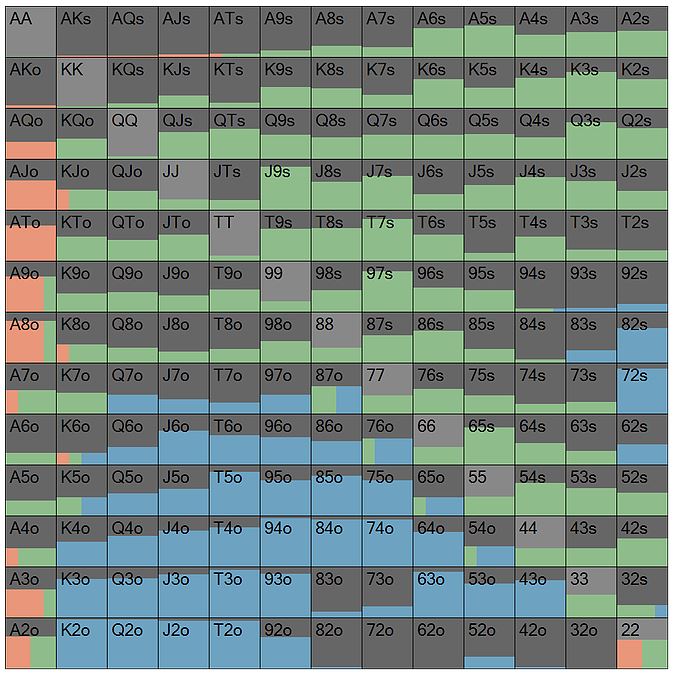 AA AKs AQs AJs ATs A9s A8s A7s A6s A5s A4s A3s A2s
AKo KK KQs KJs KTs K9s K8s K7s K6s K5s K4s K3s K2s
AQo KQo QQ QJs QTs Q9s Q8s Q7s Q6s Q5s Q4s Q3s Q2s
AJo KJo QJo JJ JTs J9s J8s J7s J6s J5s J4s J3s J2s
ATo KTo QTo JTo TT T9s T8s T7s T6s T5s T4s T3s T2s
A9o K9o Q9o J9o T9o 99 98s 97s 96s 95s 94s 93s 92s
A8o K8o Q8o J8o T8o 98o 88 87s 86s 85s 84s 83s 82s
A7o K7o Q7o J7o T7o 97o 87o 77 76s 75s 74s 73s 72s
A6o K6o Q6o J6o T6o 96o 86o 76o 66 65s 64s 63s 62s
A5o K5o Q5o J5o T5o 95o 85o 75o 65o 55 54s 53s 52s
A4o K4o Q4o J4o T4o 94o 84o 74o 64o 54o 44 43s 42s
A3o K3o Q3o J3o T3o 93o 83o 73o 63o 53o 43o 33 32s
A2o K2o Q2o J2o T2o 92o 82o 72o 62o 52o 42o 32o 22